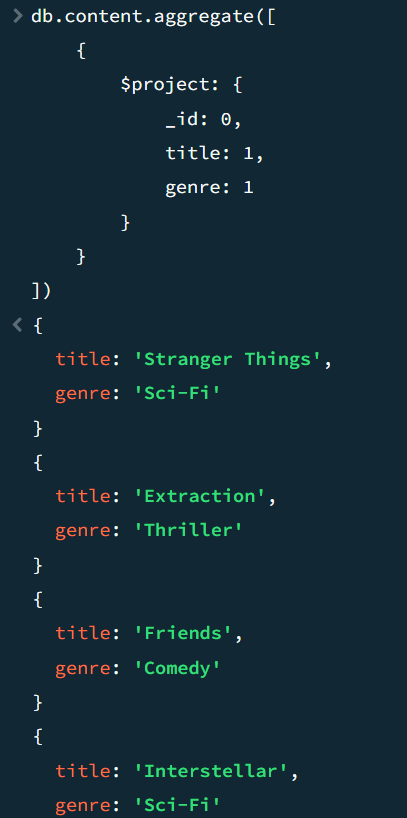 db.content.aggregate([
{
$project: {
_id: 0,
title: 1,
genre: 1
}
}
])
{
title: 'Stranger Things',
genre: 'Sci-Fi'
}
{
title: 'Extraction',
genre: 'Thriller'
}
{
title: 'Friends',
genre: 'Comedy'
}
{
title: 'Interstellar',
genre: 'Sci-Fi'